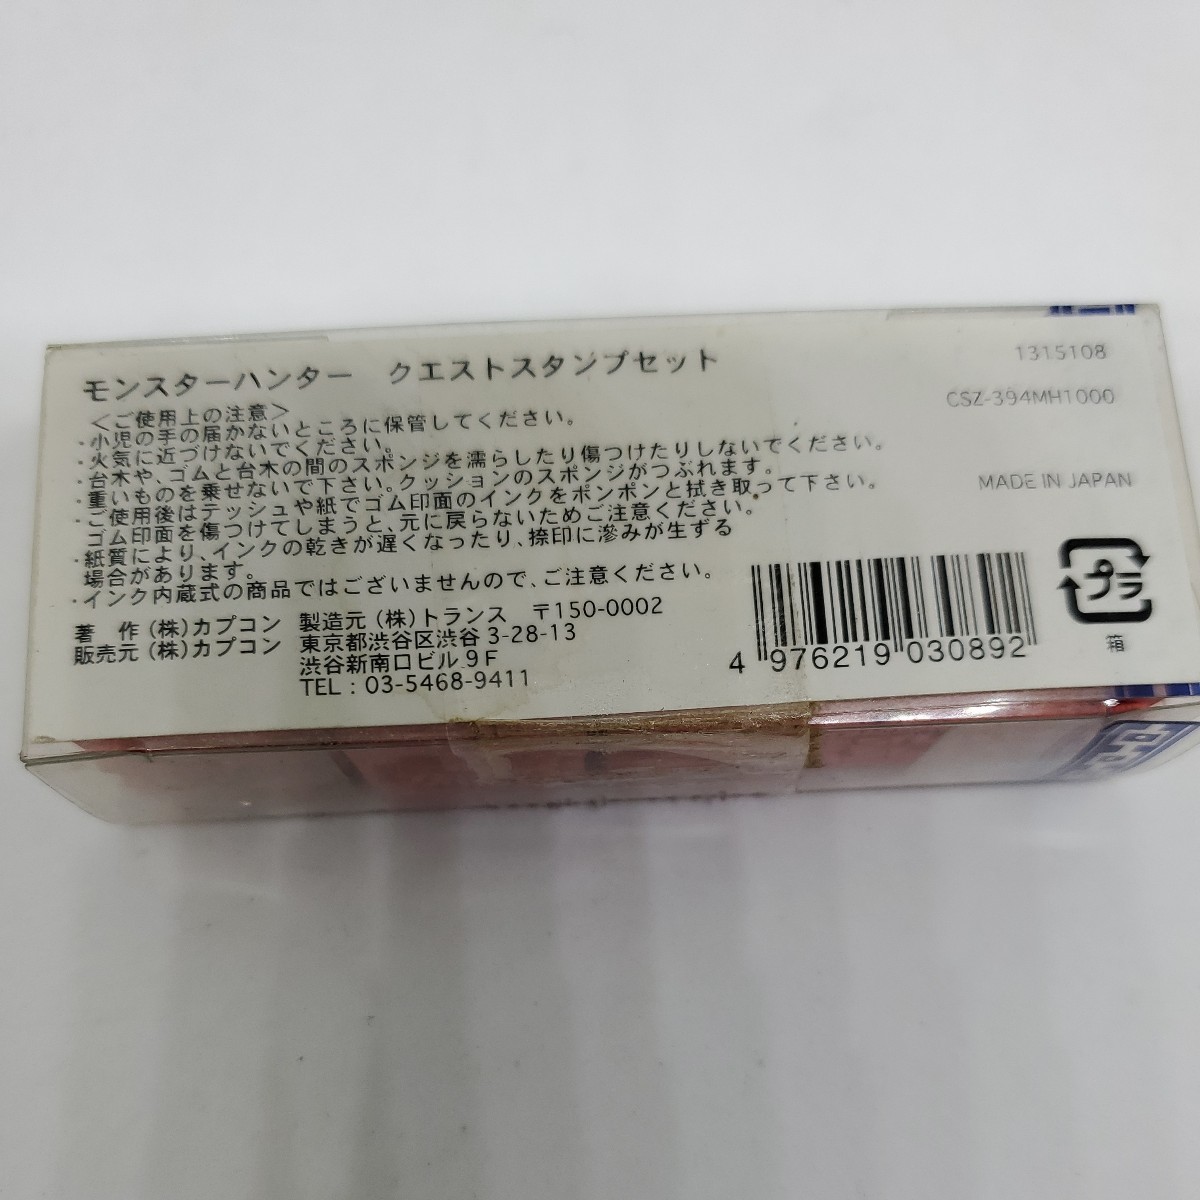 モンスターハンター　クエストスタンプセット
1315108
CSZ-394MH1000
＜ご使用上の注意＞
・小児の手の届かないところに保管してください。
・火気に近づけないでください。
・台木や、ゴムと台木の間のスポンジを濡らしたり傷つけたりしないでください。
・重いものを乗せないで下さい。クッションのスポンジがつぶれます。
・ご使用後はテッシュや紙でゴム印面のインクをポンポンと拭き取って下さい。
ゴム印面を傷つけてしまうと、元に戻らないためご注意ください。
・紙質により、インクの乾きが遅くなったり、捺印に滲みが生ずる
場合があります。
・インク内蔵式の商品ではございませんので、ご注意ください。
MADE IN JAPAN
著　作（株）カプコン
販売元（株）カプコン
製造元（株）トランス　〒150-0002
東京都渋谷区渋谷 3-28-13
渋谷新南口ビル 9F
TEL : 03-5468-9411
4 976219 030892
プラ
箱